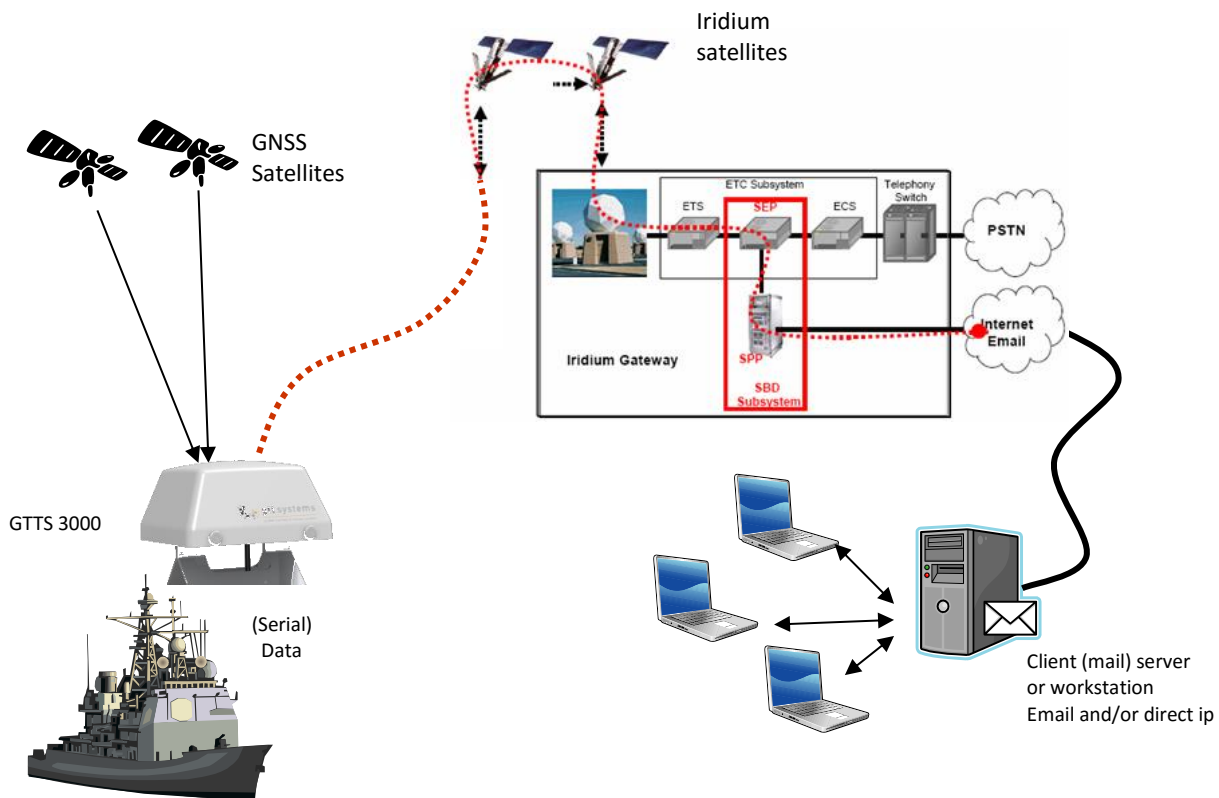 Iridium
satellites
GNSS
Satellites
ETC Subsystem
Telephony
Switch
ETS
SEP
ECS
PSTN
Internet
Email
SPP
Iridium Gateway
SBD
Subsystem
GTTS 3000
systems
(Serial)
Data
Client (mail) server
or workstation
Email and/or direct ip